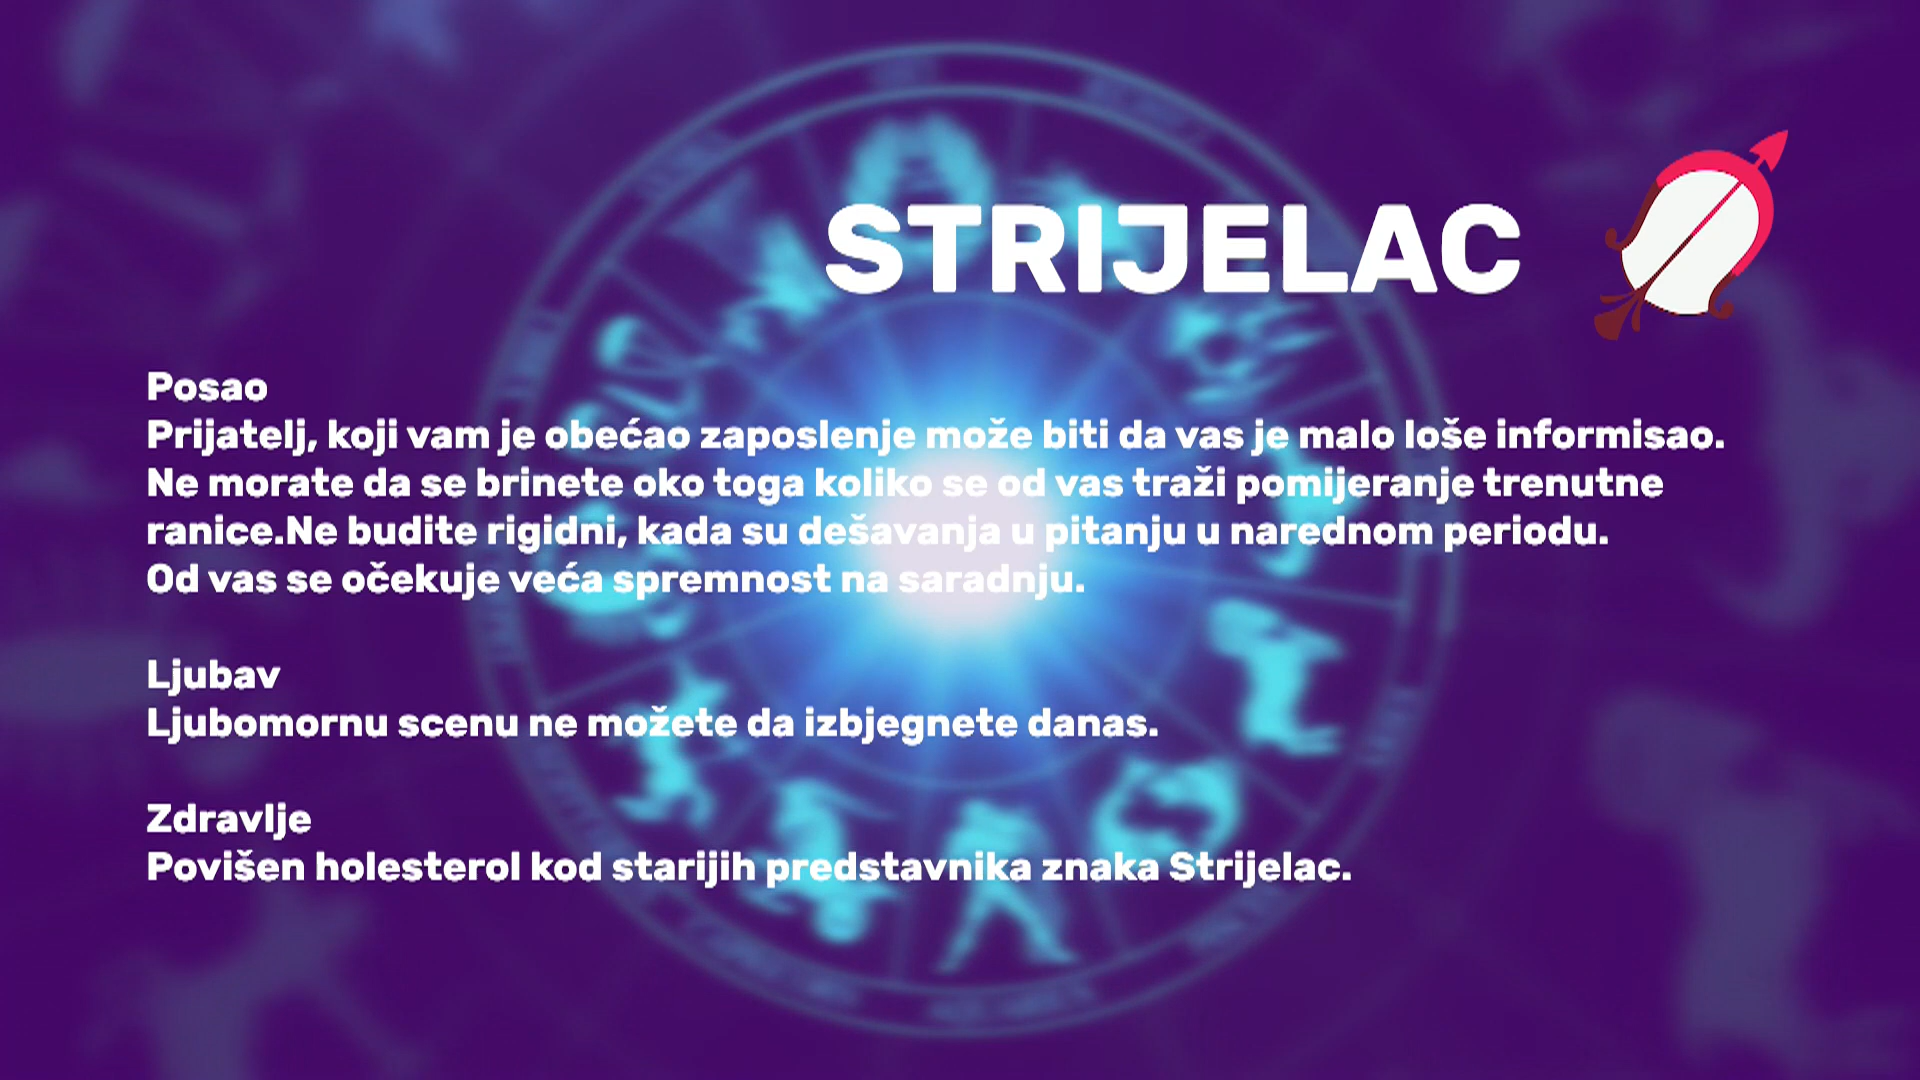 STRIJELAC
Posao
Prijatelj, koji vam je obećao zaposlenje može biti da vas je malo loše informisao.
Ne morate da se brinete oko toga koliko se od vas traži pomijeranje trenutne
ranice.Ne budite rigidni, kada su dešavanja u pitanju u narednom periodu.
Od vas se očekuje veća spremnost na saradnju.
Ljubav
Ljubomornu scenu ne možete da izbjegnete danas.
Zdravlje
Povišen holesterol kod starijih predstavnika znaka Strijelac.